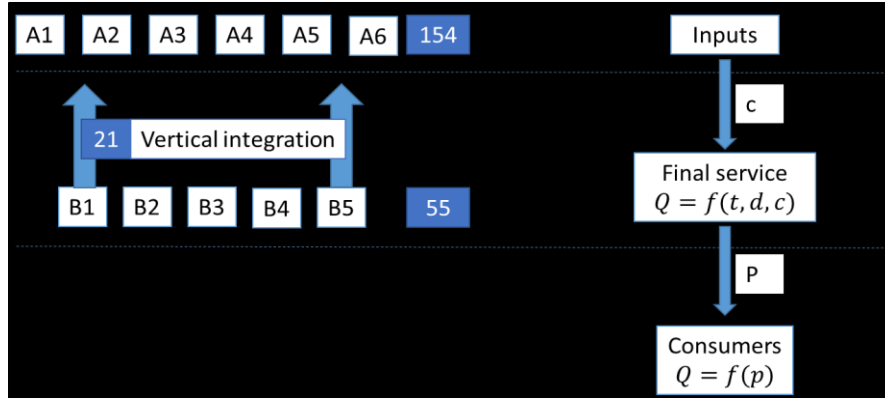 A1 A2 A3 A4 A5 A6 154 Inputs
c
21 Vertical integration
Final service
Q = f(t, d, c)
B1 B2 B3 B4 B5 55
P
Consumers
Q = f(p)